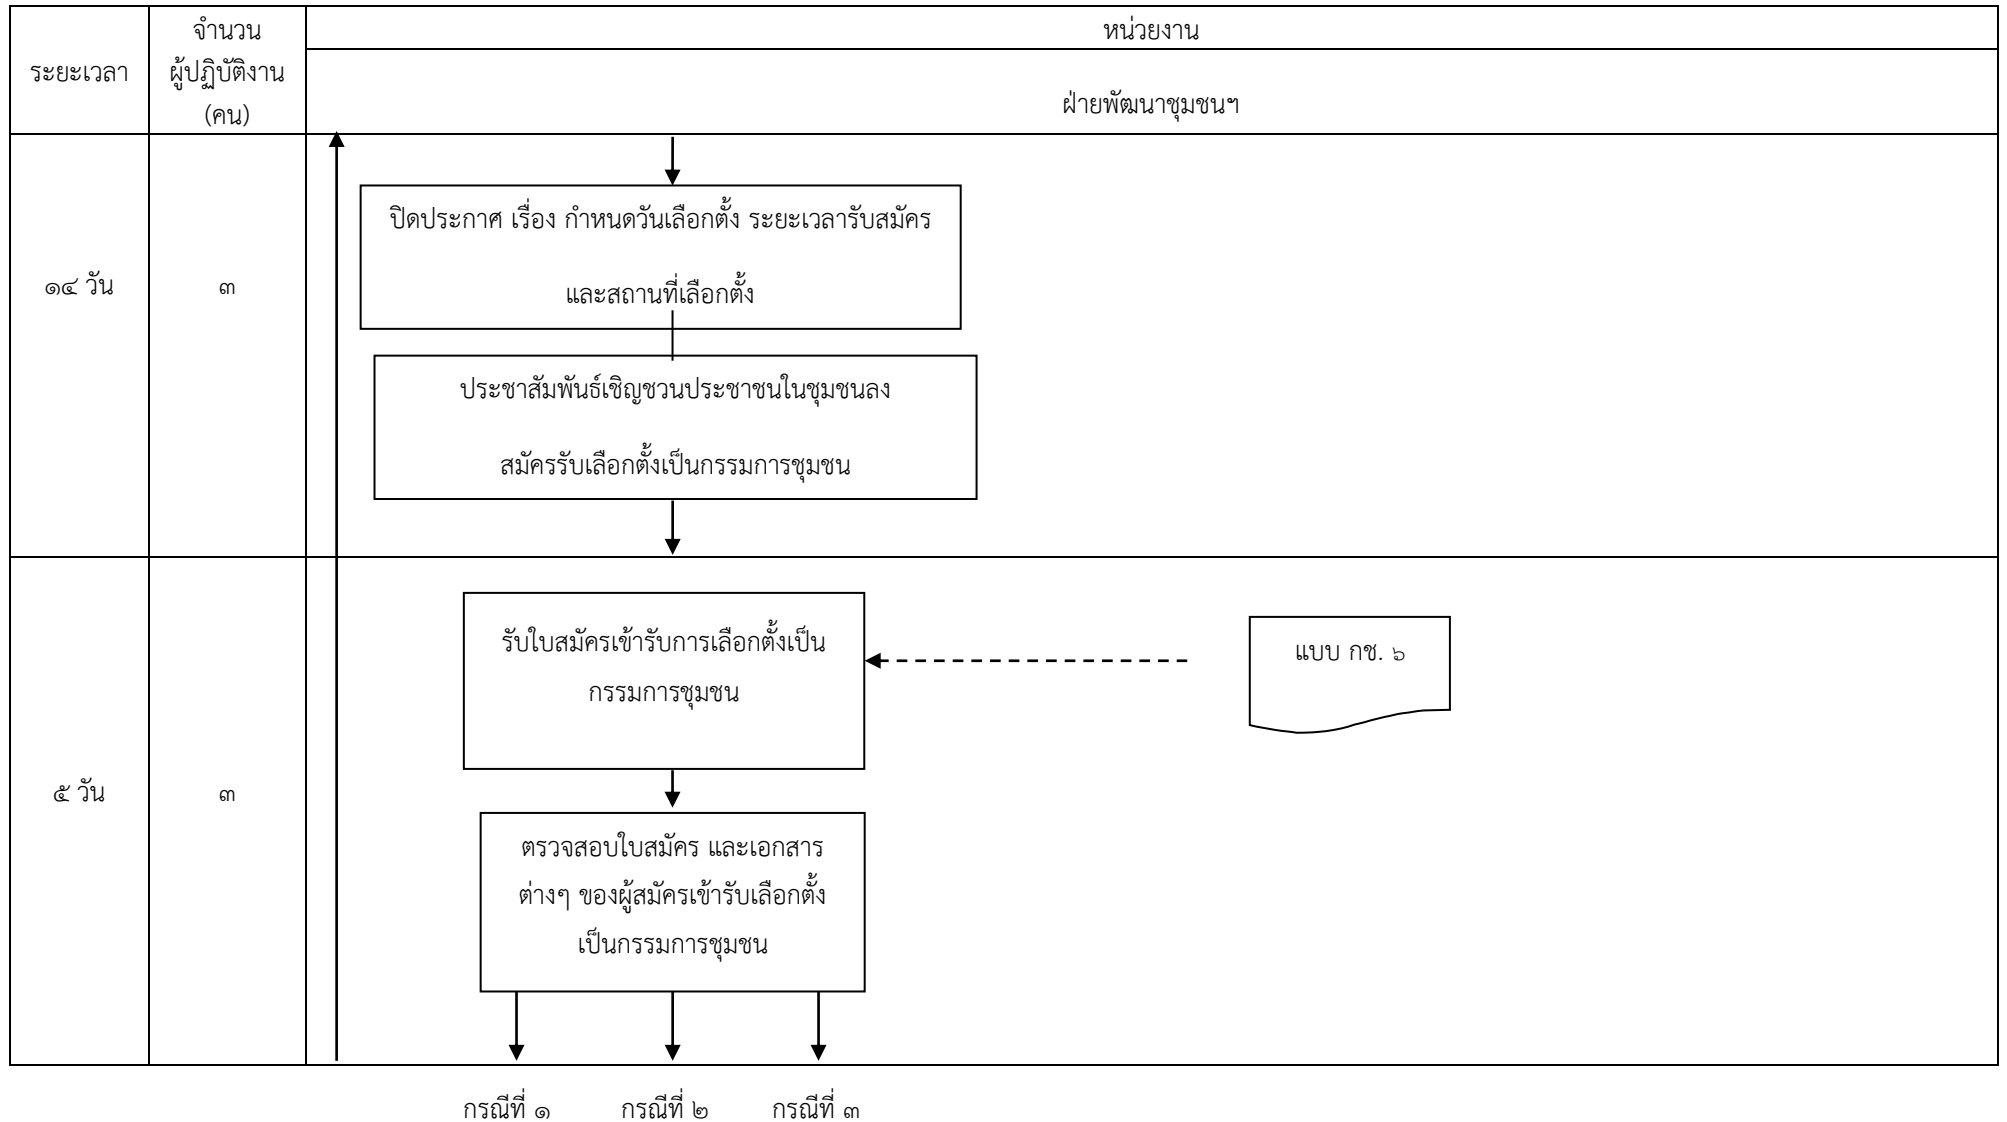 ระยะเวลา
จำนวน
ผู้ปฏิบัติงาน
(คน)
หน่วยงาน
ฝ่ายพัฒนาชุมชนฯ
๑๔ วัน
๓
ปิดประกาศ เรื่อง กำหนดวันเลือกตั้ง ระยะเวลารับสมัคร
และสถานที่เลือกตั้ง
ประชาสัมพันธ์เชิญชวนประชาชนในชุมชนลง
สมัครรับเลือกตั้งเป็นกรรมการชุมชน
๕ วัน
๓
รับใบสมัครเข้ารับการเลือกตั้งเป็น
กรรมการชุมชน
แบบ กช. ๖
ตรวจสอบใบสมัคร และเอกสาร
ต่างๆ ของผู้สมัครเข้ารับเลือกตั้ง
เป็นกรรมการชุมชน
กรณีที่ ๑
กรณีที่ ๒
กรณีที่ ๓